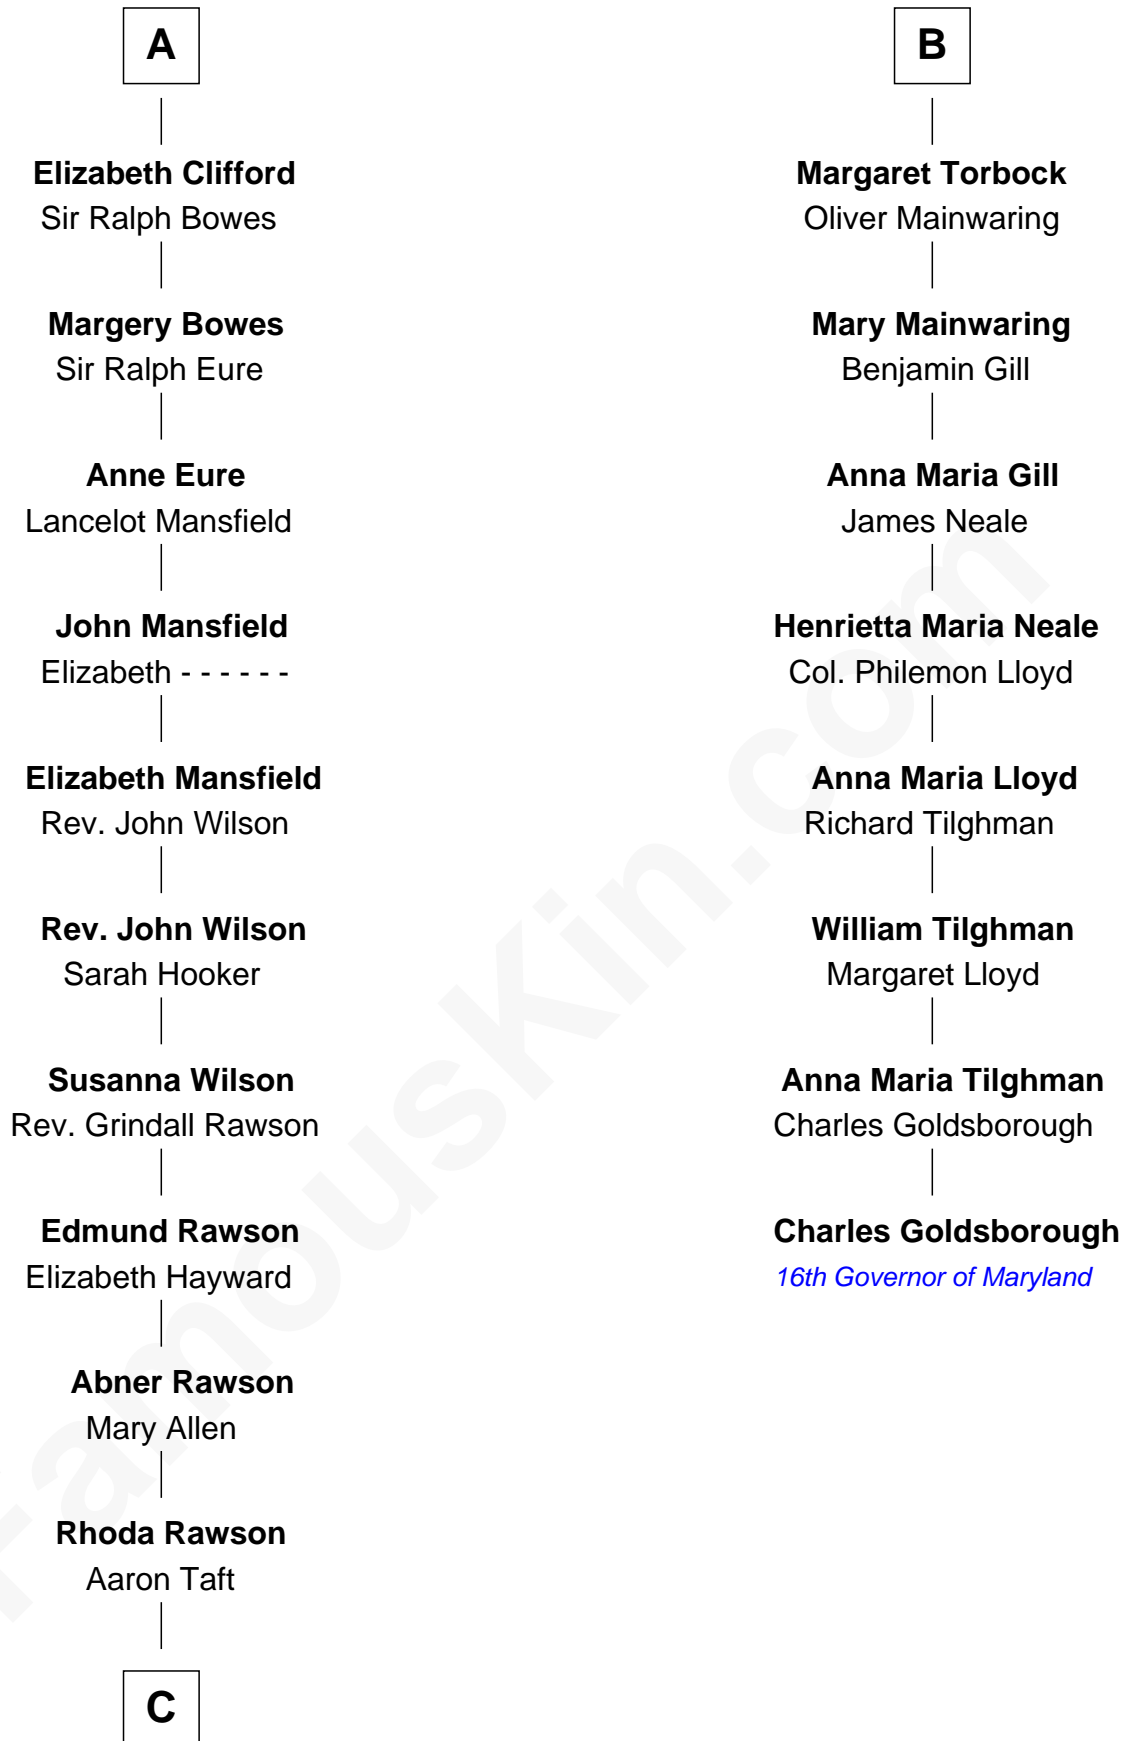 A
Elizabeth Clifford
Sir Ralph Bowes
Margery Bowes
Sir Ralph Eure
Anne Eure
Lancelot Mansfield
John Mansfield
Elizabeth - - - - - -
Elizabeth Mansfield
Rev. John Wilson
Rev. John Wilson
Sarah Hooker
Susanna Wilson
Rev. Grindall Rawson
Edmund Rawson
Elizabeth Hayward
Abner Rawson
Mary Allen
Rhoda Rawson
Aaron Taft
C
B
Margaret Torbock
Oliver Mainwaring
Mary Mainwaring
Benjamin Gill
Anna Maria Gill
James Neale
Henrietta Maria Neale
Col. Philemon Lloyd
Anna Maria Lloyd
Richard Tilghman
William Tilghman
Margaret Lloyd
Anna Maria Tilghman
Charles Goldsborough
Charles Goldsborough
16th Governor of Maryland
FamousKin.com